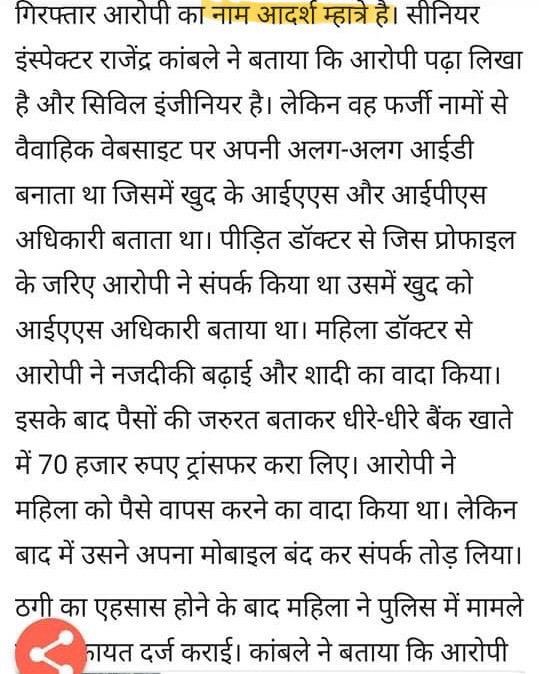 गिरफ्तार आरोपी का नाम आदर्श म्हात्रे है। सीनियर
इंस्पेक्टर राजेंद्र कांबले ने बताया कि आरोपी पढ़ा लिखा
है और सिविल इंजीनियर है। लेकिन वह फर्जी नामों से
वैवाहिक वेबसाइट पर अपनी अलग-अलग आईडी
बनाता था जिसमें खुद के आईएएस और आईपीएस
अधिकारी बताता था। पीड़ित डॉक्टर से जिस प्रोफाइल
के जरिए आरोपी ने संपर्क किया था उसमें खुद को
आईएएस अधिकारी बताया था। महिला डॉक्टर से
आरोपी ने नजदीकी बढ़ाई और शादी का वादा किया।
इसके बाद पैसों की जरुरत बताकर धीरे-धीरे बैंक खाते
में 70 हजार रुपए ट्रांसफर करा लिए। आरोपी ने
महिला को पैसे वापस करने का वादा किया था। लेकिन
बाद में उसने अपना मोबाइल बंद कर संपर्क तोड़ लिया।
ठगी का एहसास होने के बाद महिला ने पुलिस में मामले
दर्ज कराई। कांबले ने बताया कि आरोपी